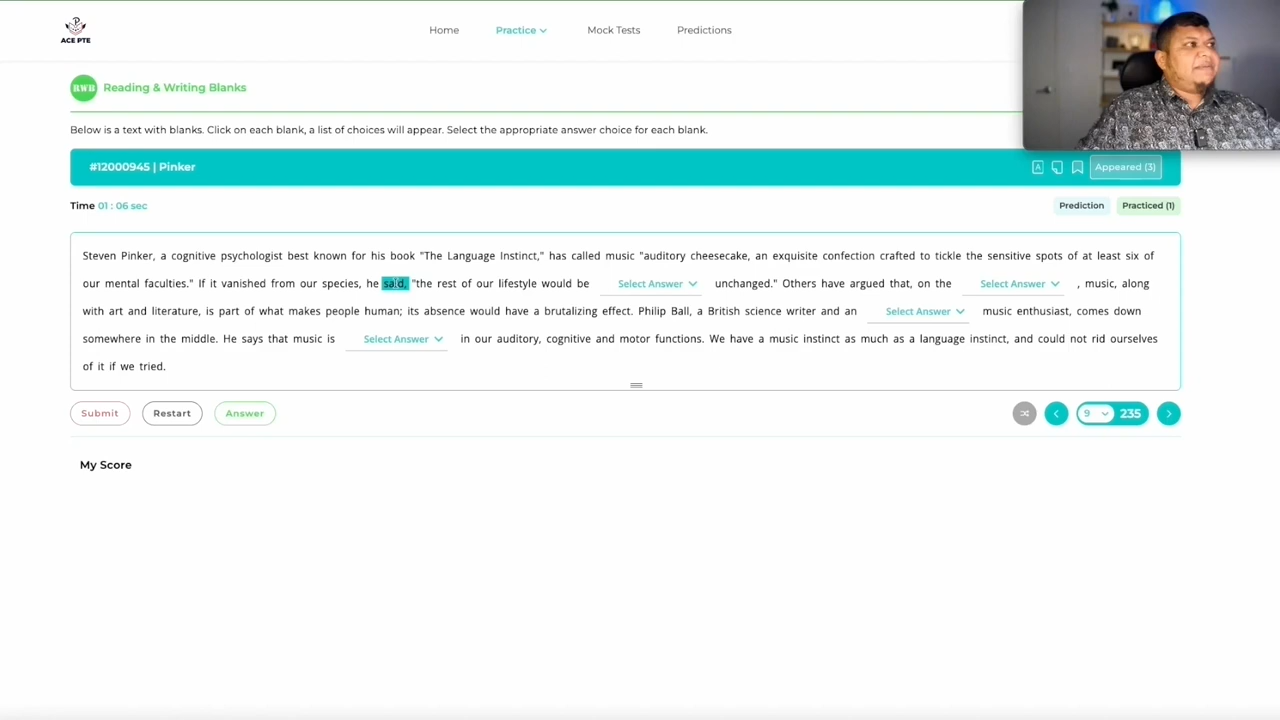 ACE PTE
Home
Practice
Mock Tests
Predictions
RWB
Reading & Writing Blanks
Below is a text with blanks. Click on each blank, a list of choices will appear. Select the appropriate answer choice for each blank.
#12000945 | Pinker
A
Appeared (3)
Time 01 : 06 sec
Prediction
Practiced (1)
Steven Pinker, a cognitive psychologist best known for his book "The Language Instinct," has called music "auditory cheesecake, an exquisite confection crafted to tickle the sensitive spots of at least six of
our mental faculties." If it vanished from our species, he said, "the rest of our lifestyle would be Select Answer unchanged." Others have argued that, on the Select Answer , music, along
with art and literature, is part of what makes people human; its absence would have a brutalizing effect. Philip Ball, a British science writer and an Select Answer music enthusiast, comes down
somewhere in the middle. He says that music is Select Answer in our auditory, cognitive and motor functions. We have a music instinct as much as a language instinct, and could not rid ourselves
of it if we tried.
Submit
Restart
Answer
9
235
My Score